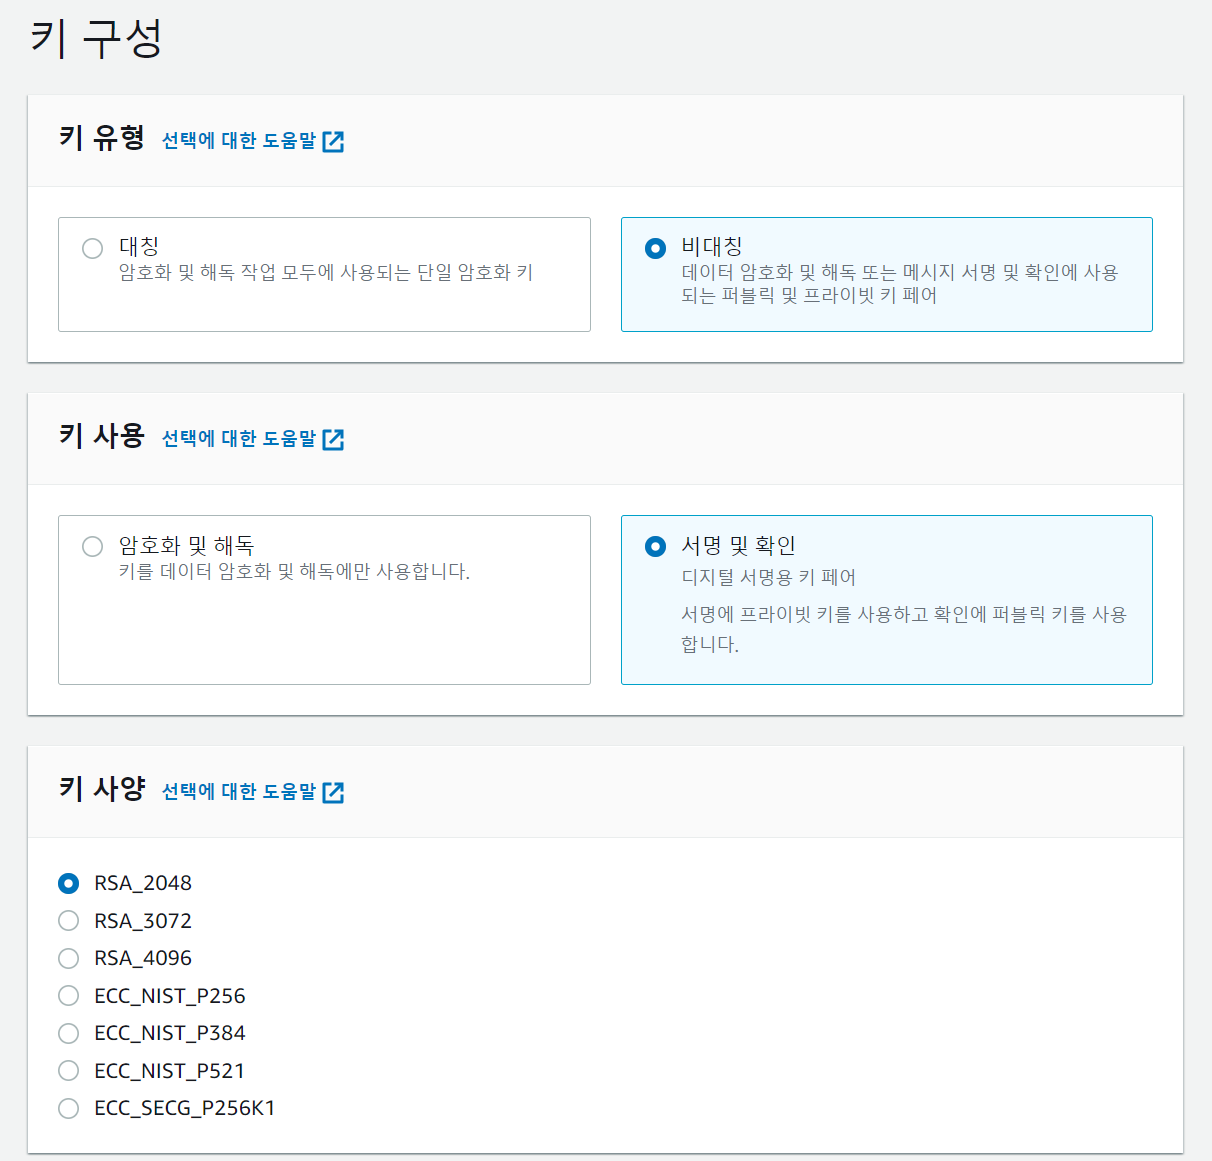 키 구성
키 유형 선택에 대한 도움말
대칭
암호화 및 해독 작업 모두에 사용되는 단일 암호화 키
비대칭
데이터 암호화 및 해독 또는 메시지 서명 및 확인에 사용
되는 퍼블릭 및 프라이빗 키 페어
키 사용 선택에 대한 도움말
암호화 및 해독
키를 데이터 암호화 및 해독에만 사용합니다.
서명 및 확인
디지털 서명용 키 페어
서명에 프라이빗 키를 사용하고 확인에 퍼블릭 키를 사용
합니다.
키 사양 선택에 대한 도움말
RSA_2048
RSA_3072
RSA_4096
ECC_NIST_P256
ECC_NIST_P384
ECC_NIST_P521
ECC_SECG_P256K1